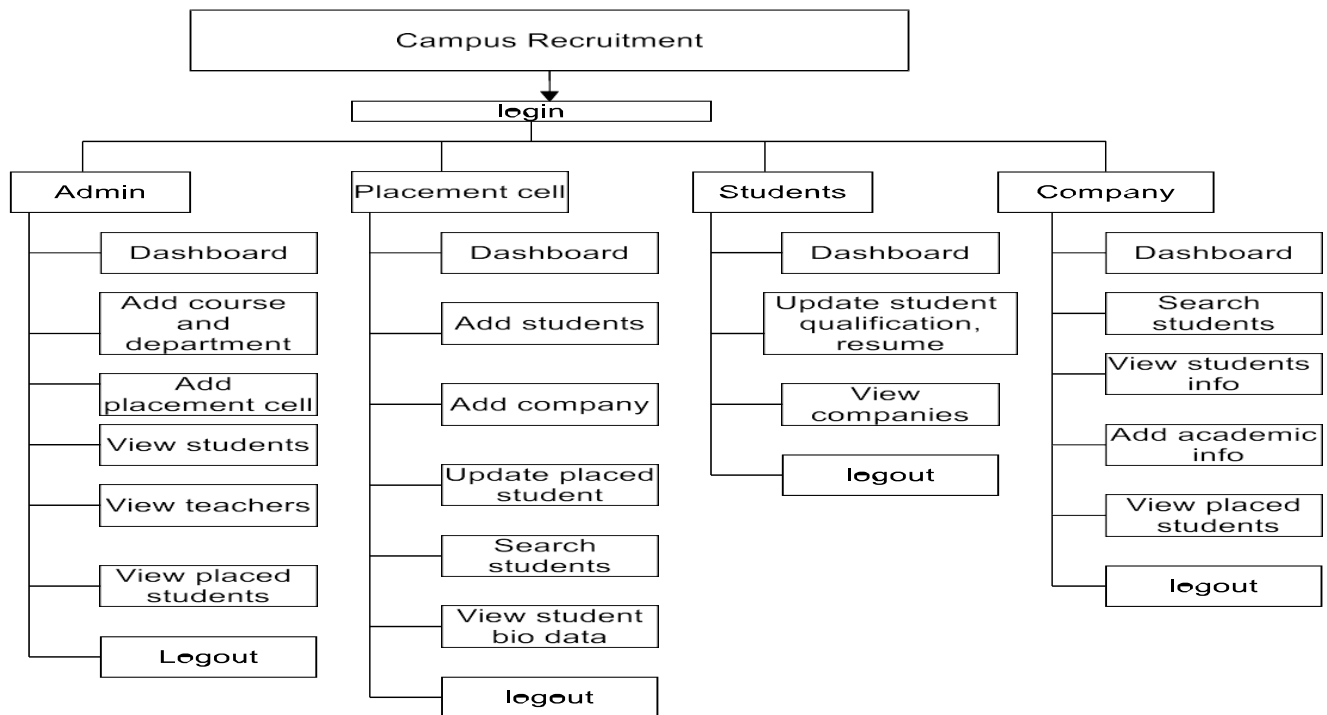 Campus Recruitment
login
Admin
Placement cell
Students
Company
Dashboard
Add course
and
department
Add
placement cell
View students
View teachers
View placed
students
Logout
Dashboard
Add students
Add company
Update placed
student
Search
students
View student
bio data
logout
Dashboard
Update student
qualification,
resume
View
companies
logout
Dashboard
Search
students
View students
info
Add academic
info
View placed
students
logout